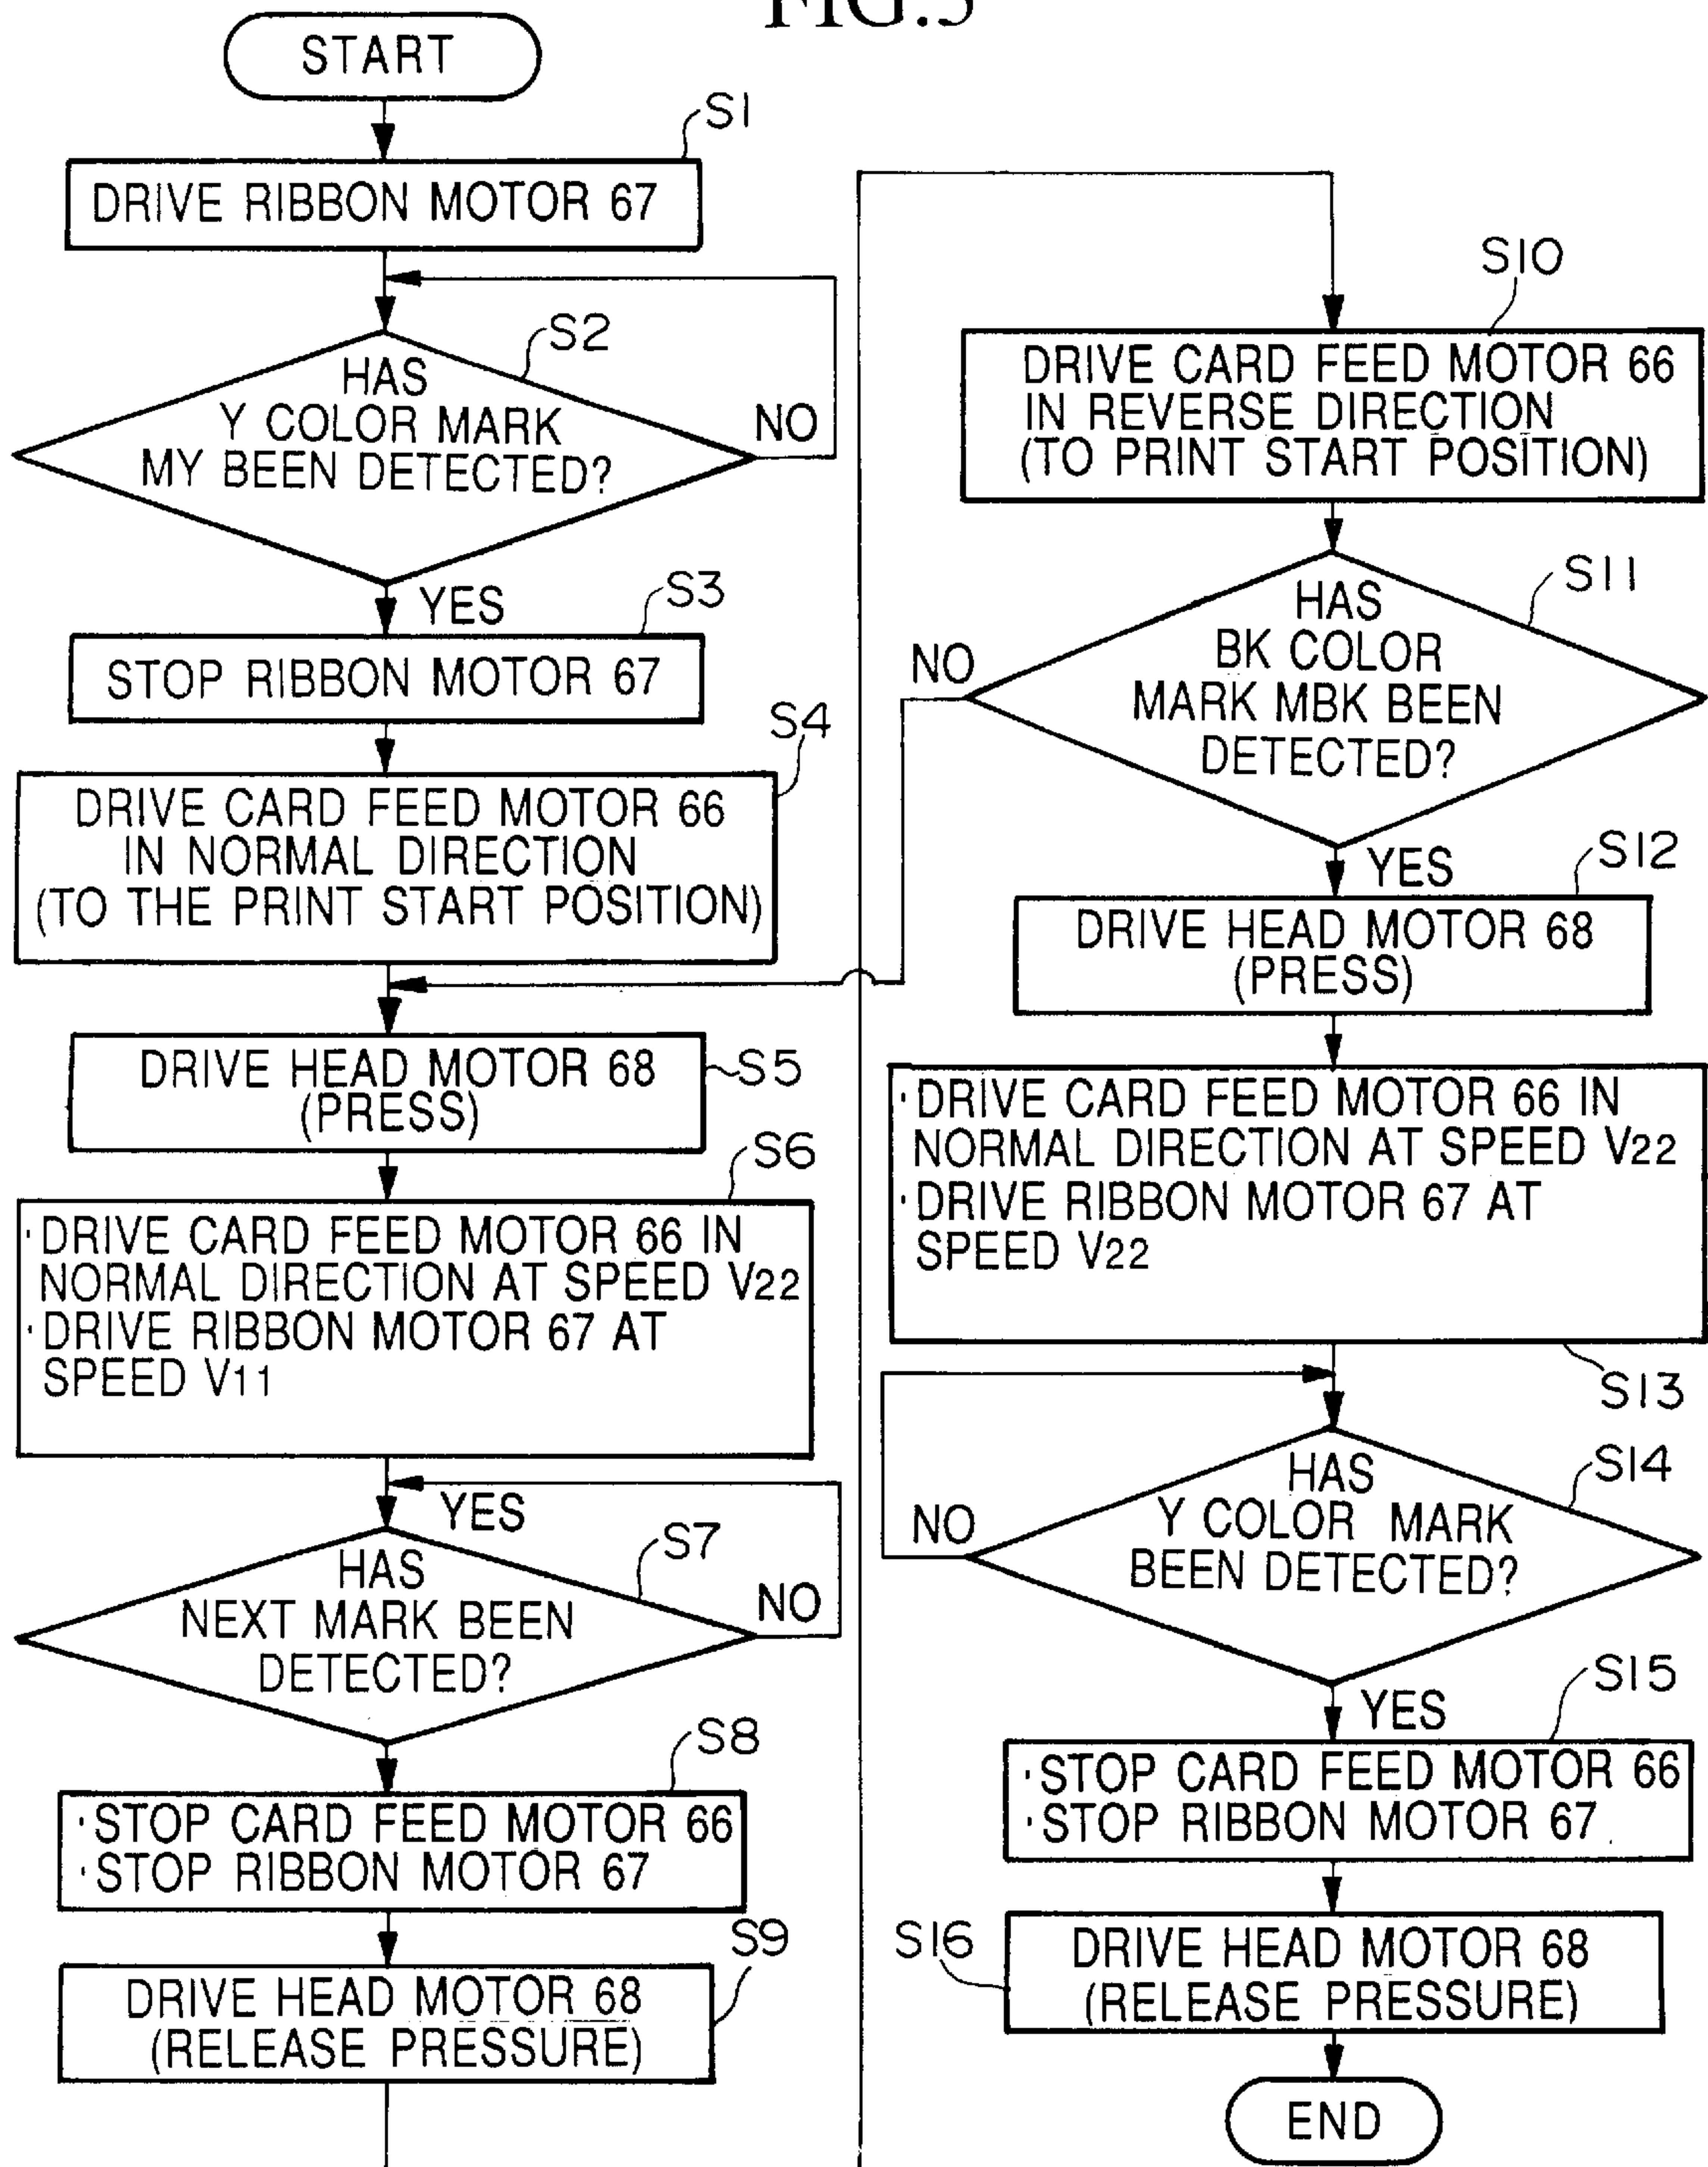 FIG.5
START
S1
DRIVE RIBBON MOTOR 67
S2
HAS
Y COLOR MARK
MY BEEN DETECTED?
NO
YES
S3
STOP RIBBON MOTOR 67
S4
DRIVE CARD FEED MOTOR 66
IN NORMAL DIRECTION
(TO THE PRINT START POSITION)
DRIVE HEAD MOTOR 68
(PRESS)
S5
S6
·DRIVE CARD FEED MOTOR 66 IN
NORMAL DIRECTION AT SPEED V22
·DRIVE RIBBON MOTOR 67 AT
SPEED V11
YES
S7
HAS
NEXT MARK BEEN
DETECTED?
NO
S8
·STOP CARD FEED MOTOR 66
·STOP RIBBON MOTOR 67
S9
DRIVE HEAD MOTOR 68
(RELEASE PRESSURE)
S10
DRIVE CARD FEED MOTOR 66
IN REVERSE DIRECTION
(TO PRINT START POSITION)
S11
HAS
BK COLOR
MARK MBK BEEN
DETECTED?
NO
YES
S12
DRIVE HEAD MOTOR 68
(PRESS)
·DRIVE CARD FEED MOTOR 66 IN
NORMAL DIRECTION AT SPEED V22
·DRIVE RIBBON MOTOR 67 AT
SPEED V22
S13
S14
HAS
Y COLOR MARK
BEEN DETECTED?
NO
YES
S15
·STOP CARD FEED MOTOR 66
·STOP RIBBON MOTOR 67
S16
DRIVE HEAD MOTOR 68
(RELEASE PRESSURE)
END